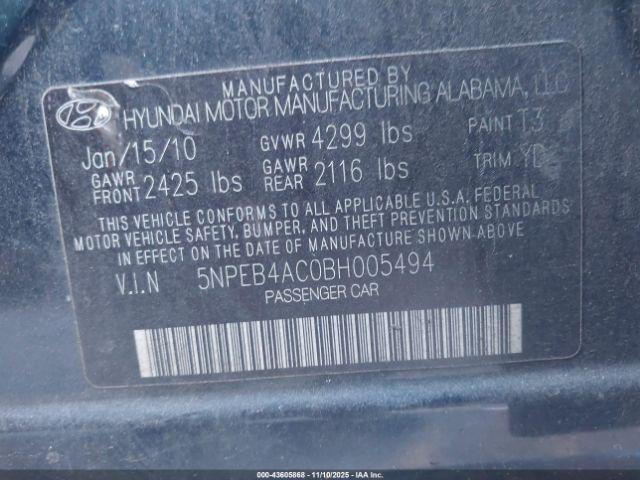 MANUFACTURED BY
HYUNDAI MOTOR MANUFACTURING ALABAMA, LLC
Jan/15/10 GVWR 4299 lbs PAINT T3
GAWR FRONT 2425 lbs GAWR REAR 2116 lbs TRIM YD
THIS VEHICLE CONFORMS TO ALL APPLICABLE U.S.A. FEDERAL
MOTOR VEHICLE SAFETY, BUMPER, AND THEFT PREVENTION STANDARDS
IN EFFECT ON THE DATE OF MANUFACTURE SHOWN ABOVE
V.I.N 5NPEB4AC0BH005494
PASSENGER CAR
000-43605868 - 11/10/2025 - IAA Inc.